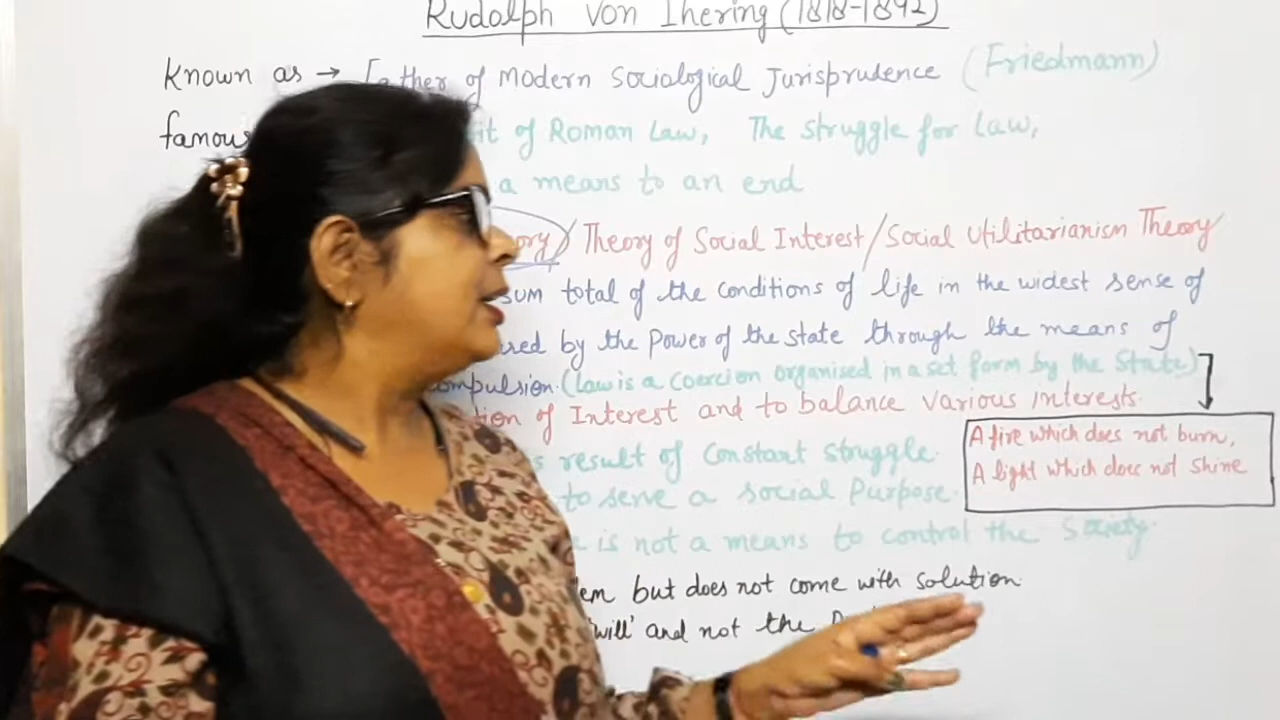 Rudolph Von Ihering (1818-1892)
Known as → Father of Modern Sociological Jurisprudence (Friedmann)
famous of Roman Law, The struggle for Law,
a means to an end
Theory of Social Interest/Social Utilitarianism Theory
sum total of the conditions of life in the widest sense of
by the Power of the state through the means of
ompulsion. (Law is a Coercion organised in a set form by the State)
tion of Interest and to balance various interests.
A fire which does not burn,
result of Constant struggle.
A light which does not shine
to serve a social Purpose.
is not a means to control the Society.
em but does not come with solution.
'will' and not the